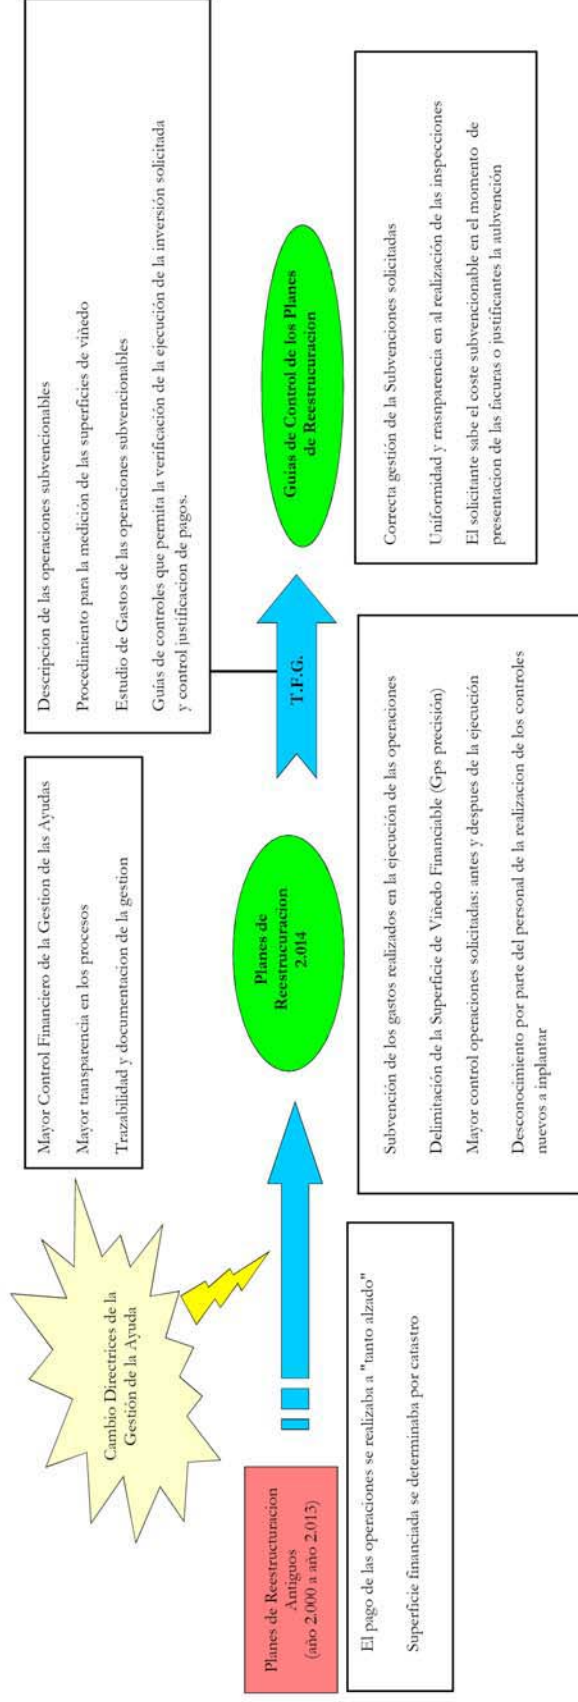 Cambio Directrices de la
Gestión de la Ayuda
Planes de Reestructuracion
Antiguos
(año 2.000 a año 2.013)
El pago de las operaciones se realizaba a "tanto alzado"
Superficie financiada se determinaba por catastro
Mayor Control Financiero de la Gestion de las Ayudas
Mayor transparencia en los procesos
Trazabilidad y documentacion de la gestion
Planes de
Reestrucuracion
2.014
Subvención de los gastos realizados en la ejecución de las operaciones
Delimitación de la Superficie de Viñedo Financiable (Gps precisión)
Mayor control operaciones solicitadas: antes y despues de la ejecución
Desconocimiento por parte del personal de la realizacion de los controles
nuevos a inplantar
T.F.G.
Descripcion de las operaciones subvencionables
Procedimiento para la medición de las superficies de viñedo
Estudio de Gastos de las operaciones subvencionables
Guías de controles que permita la verificación de la ejecución de la inversión solicitada
y control justificacion de pagos.
Guias de Control de los Planes
de Reestrucuracion
Correcta gestión de la Subvenciones solicitadas
Uniformidad y rrasnparencia en al realización de las inspecciones
El solicitante sabe el coste subvencionable en el momento de
presentacion de las facuras o justificantes la aubvención